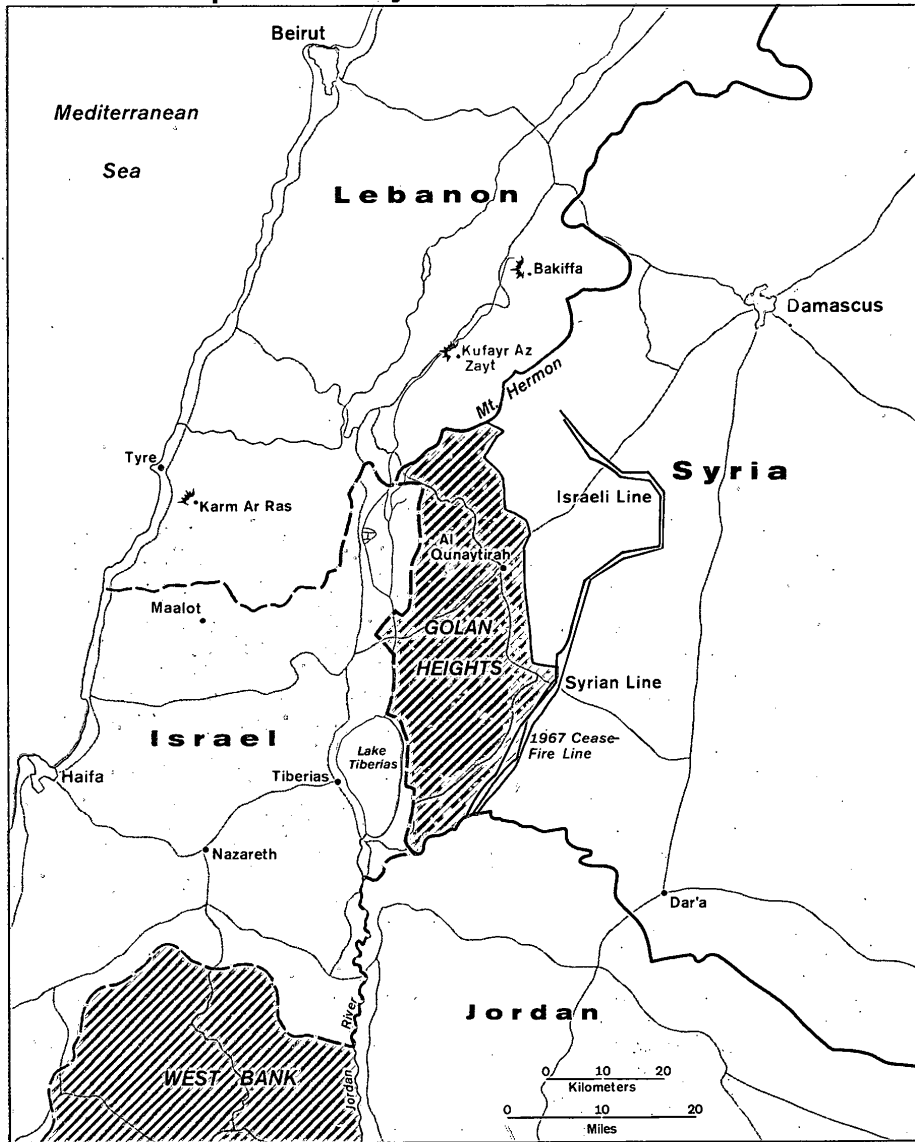 Beirut
Mediterranean
Sea
Lebanon
Bakiffa
Damascus
Kufayr Az
Zayt
Mt. Hermon
Tyre
Syria
Israeli Line
Karm Ar Ras
Al
Qunaytirah
Maalot
GOLAN
HEIGHTS
Syrian Line
Israel
1967 Cease-
Fire Line
Lake
Tiberias
Haifa
Tiberias
Nazareth
Dar'a
Jordan River
Jordan
WEST BANK
0 10 20
Kilometers
0 10 20
Miles